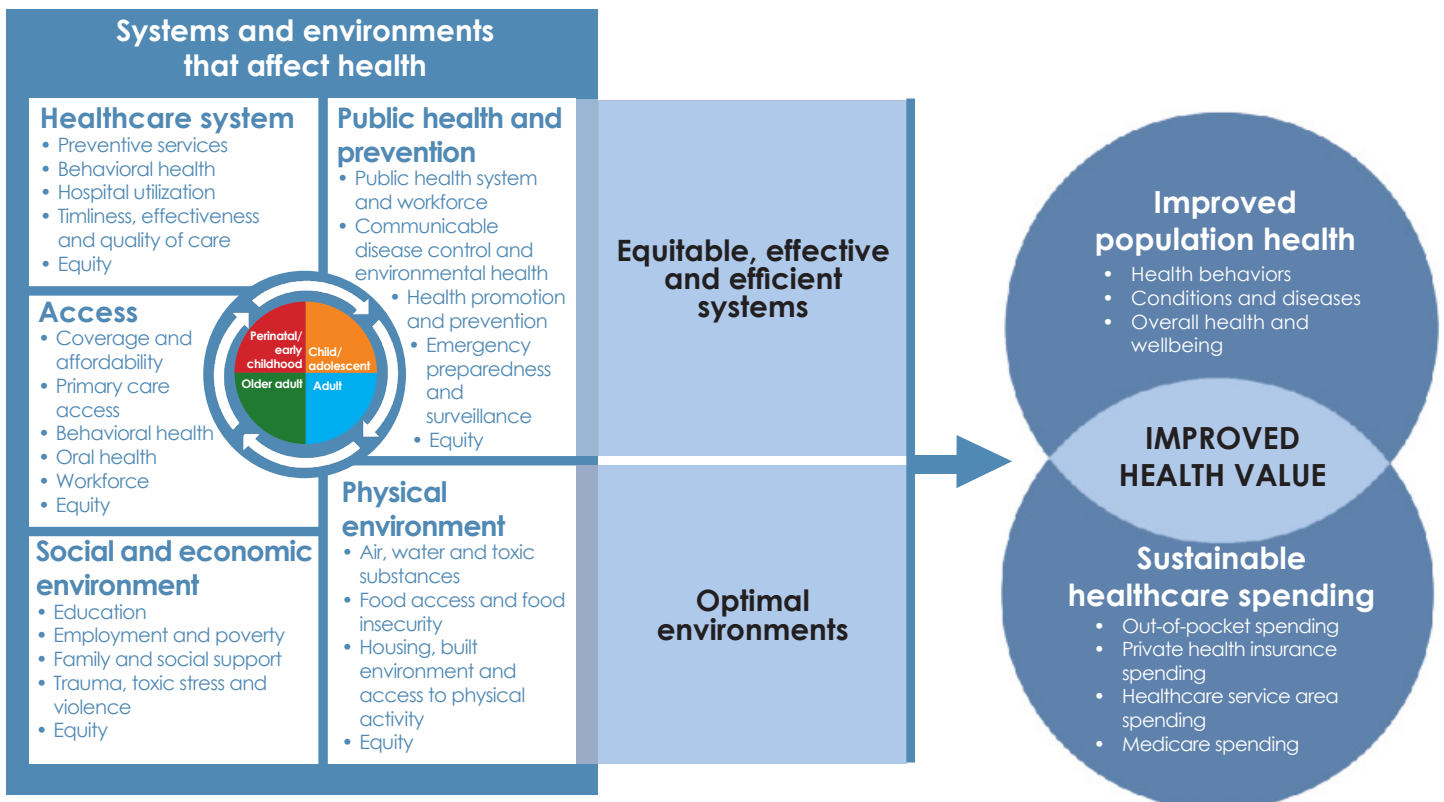 Systems and environments
that affect health
Healthcare system
• Preventive services
• Behavioral health
• Hospital utilization
• Timliness, effectiveness
and quality of care
• Equity
Access
• Coverage and
affordability
• Primary care
access
• Behavioral health
• Oral health
• Workforce
• Equity
Social and economic
environment
• Education
• Employment and poverty
• Family and social support
• Trauma, toxic stress and
violence
• Equity
Public health and
prevention
• Public health system
and workforce
• Communicable
disease control and
environmental health
• Health promotion
and prevention
• Emergency
preparedness
and
surveillance
• Equity
Physical
environment
• Air, water and toxic
substances
• Food access and food
insecurity
• Housing, built
environment and
access to physical
activity
• Equity
Perinatal/
early
childhood
Child/
adolescent
Older adult
Adult
Equitable, effective
and efficient
systems
Optimal
environments
Improved
population health
• Health behaviors
• Conditions and diseases
• Overall health and
wellbeing
IMPROVED
HEALTH VALUE
Sustainable
healthcare spending
• Out-of-pocket spending
• Private health insurance
spending
• Healthcare service area
spending
• Medicare spending